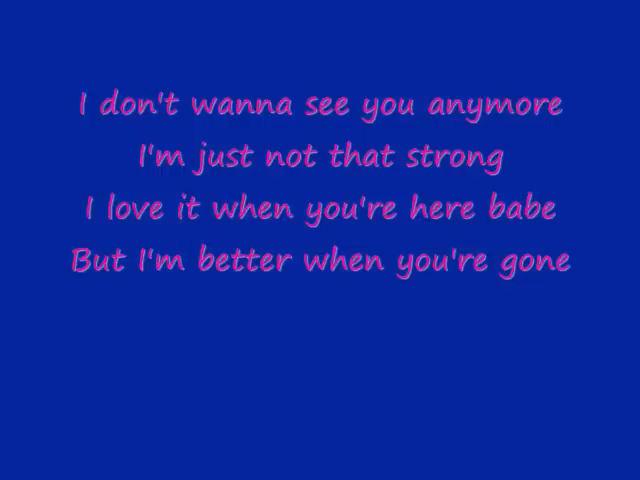 I don't wanna see you anymore
I'm just not that strong
I love it when you're here babe
But I'm better when you're gone